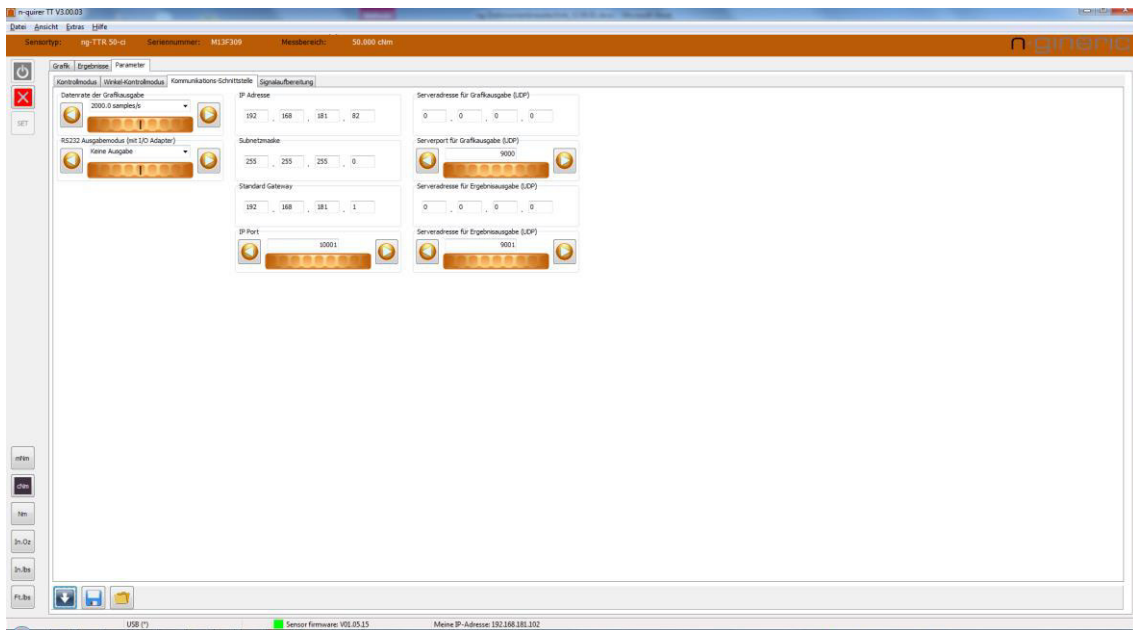 n-quirer TT V3.00.03
Datei Ansicht Extras Hilfe
Sensortyp: ng-TTR 50-ci Seriennummer: M13F309 Messbereich: 50.000 cNm
n-gineric
Grafik Ergebnisse Parameter
Kontrollmodus Winkel-Kontrollmodus Kommunikations-Schnittstelle Signalaufbereitung
Datenrate der Grafikausgabe
2000.0 samples/s
RS232 Ausgabemodus (mit I/O Adapter)
Keine Ausgabe
IP Adresse
192 . 168 . 181 . 82
Subnetzmaske
255 . 255 . 255 . 0
Standard Gateway
192 . 168 . 181 . 1
IP Port
10001
Serveradresse für Grafikausgabe (UDP)
0 . 0 . 0 . 0
Serverport für Grafikausgabe (UDP)
9000
Serveradresse für Ergebnisausgabe (UDP)
0 . 0 . 0 . 0
Serveradresse für Ergebnisausgabe (UDP)
9001
SET
mNm
cNm
Nm
In.Oz
In.lbs
Ft.lbs
USB (*) Sensor firmware: V01.05.15 Meine IP-Adresse: 192.168.181.102